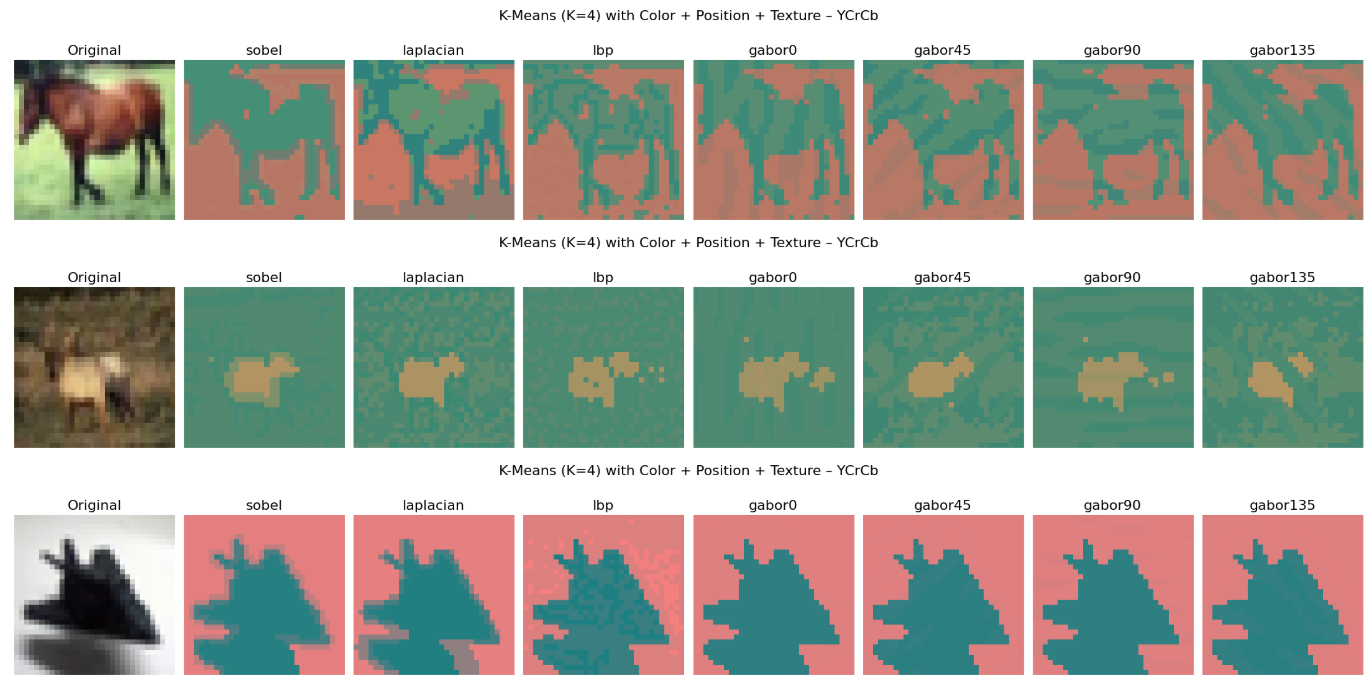 K-Means (K=4) with Color + Position + Texture – YCrCb
Original sobel laplacian lbp gabor0 gabor45 gabor90 gabor135
K-Means (K=4) with Color + Position + Texture – YCrCb
Original sobel laplacian lbp gabor0 gabor45 gabor90 gabor135
K-Means (K=4) with Color + Position + Texture – YCrCb
Original sobel laplacian lbp gabor0 gabor45 gabor90 gabor135